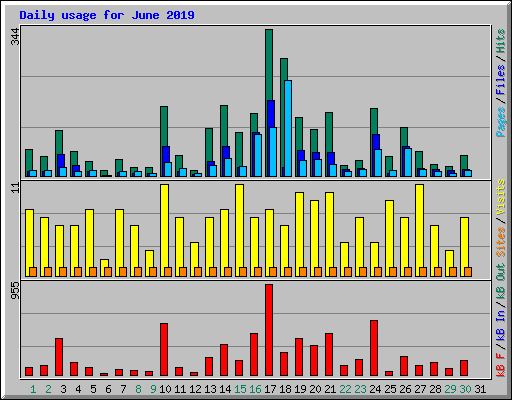 Daily usage for June 2019
344
Pages / Files / Hits
11
Sites / Visits
955
kB F / kB In / kB Out
1 2 3 4 5 6 7 8 9 10 11 12 13 14 15 16 17 18 19 20 21 22 23 24 25 26 27 28 29 30 31